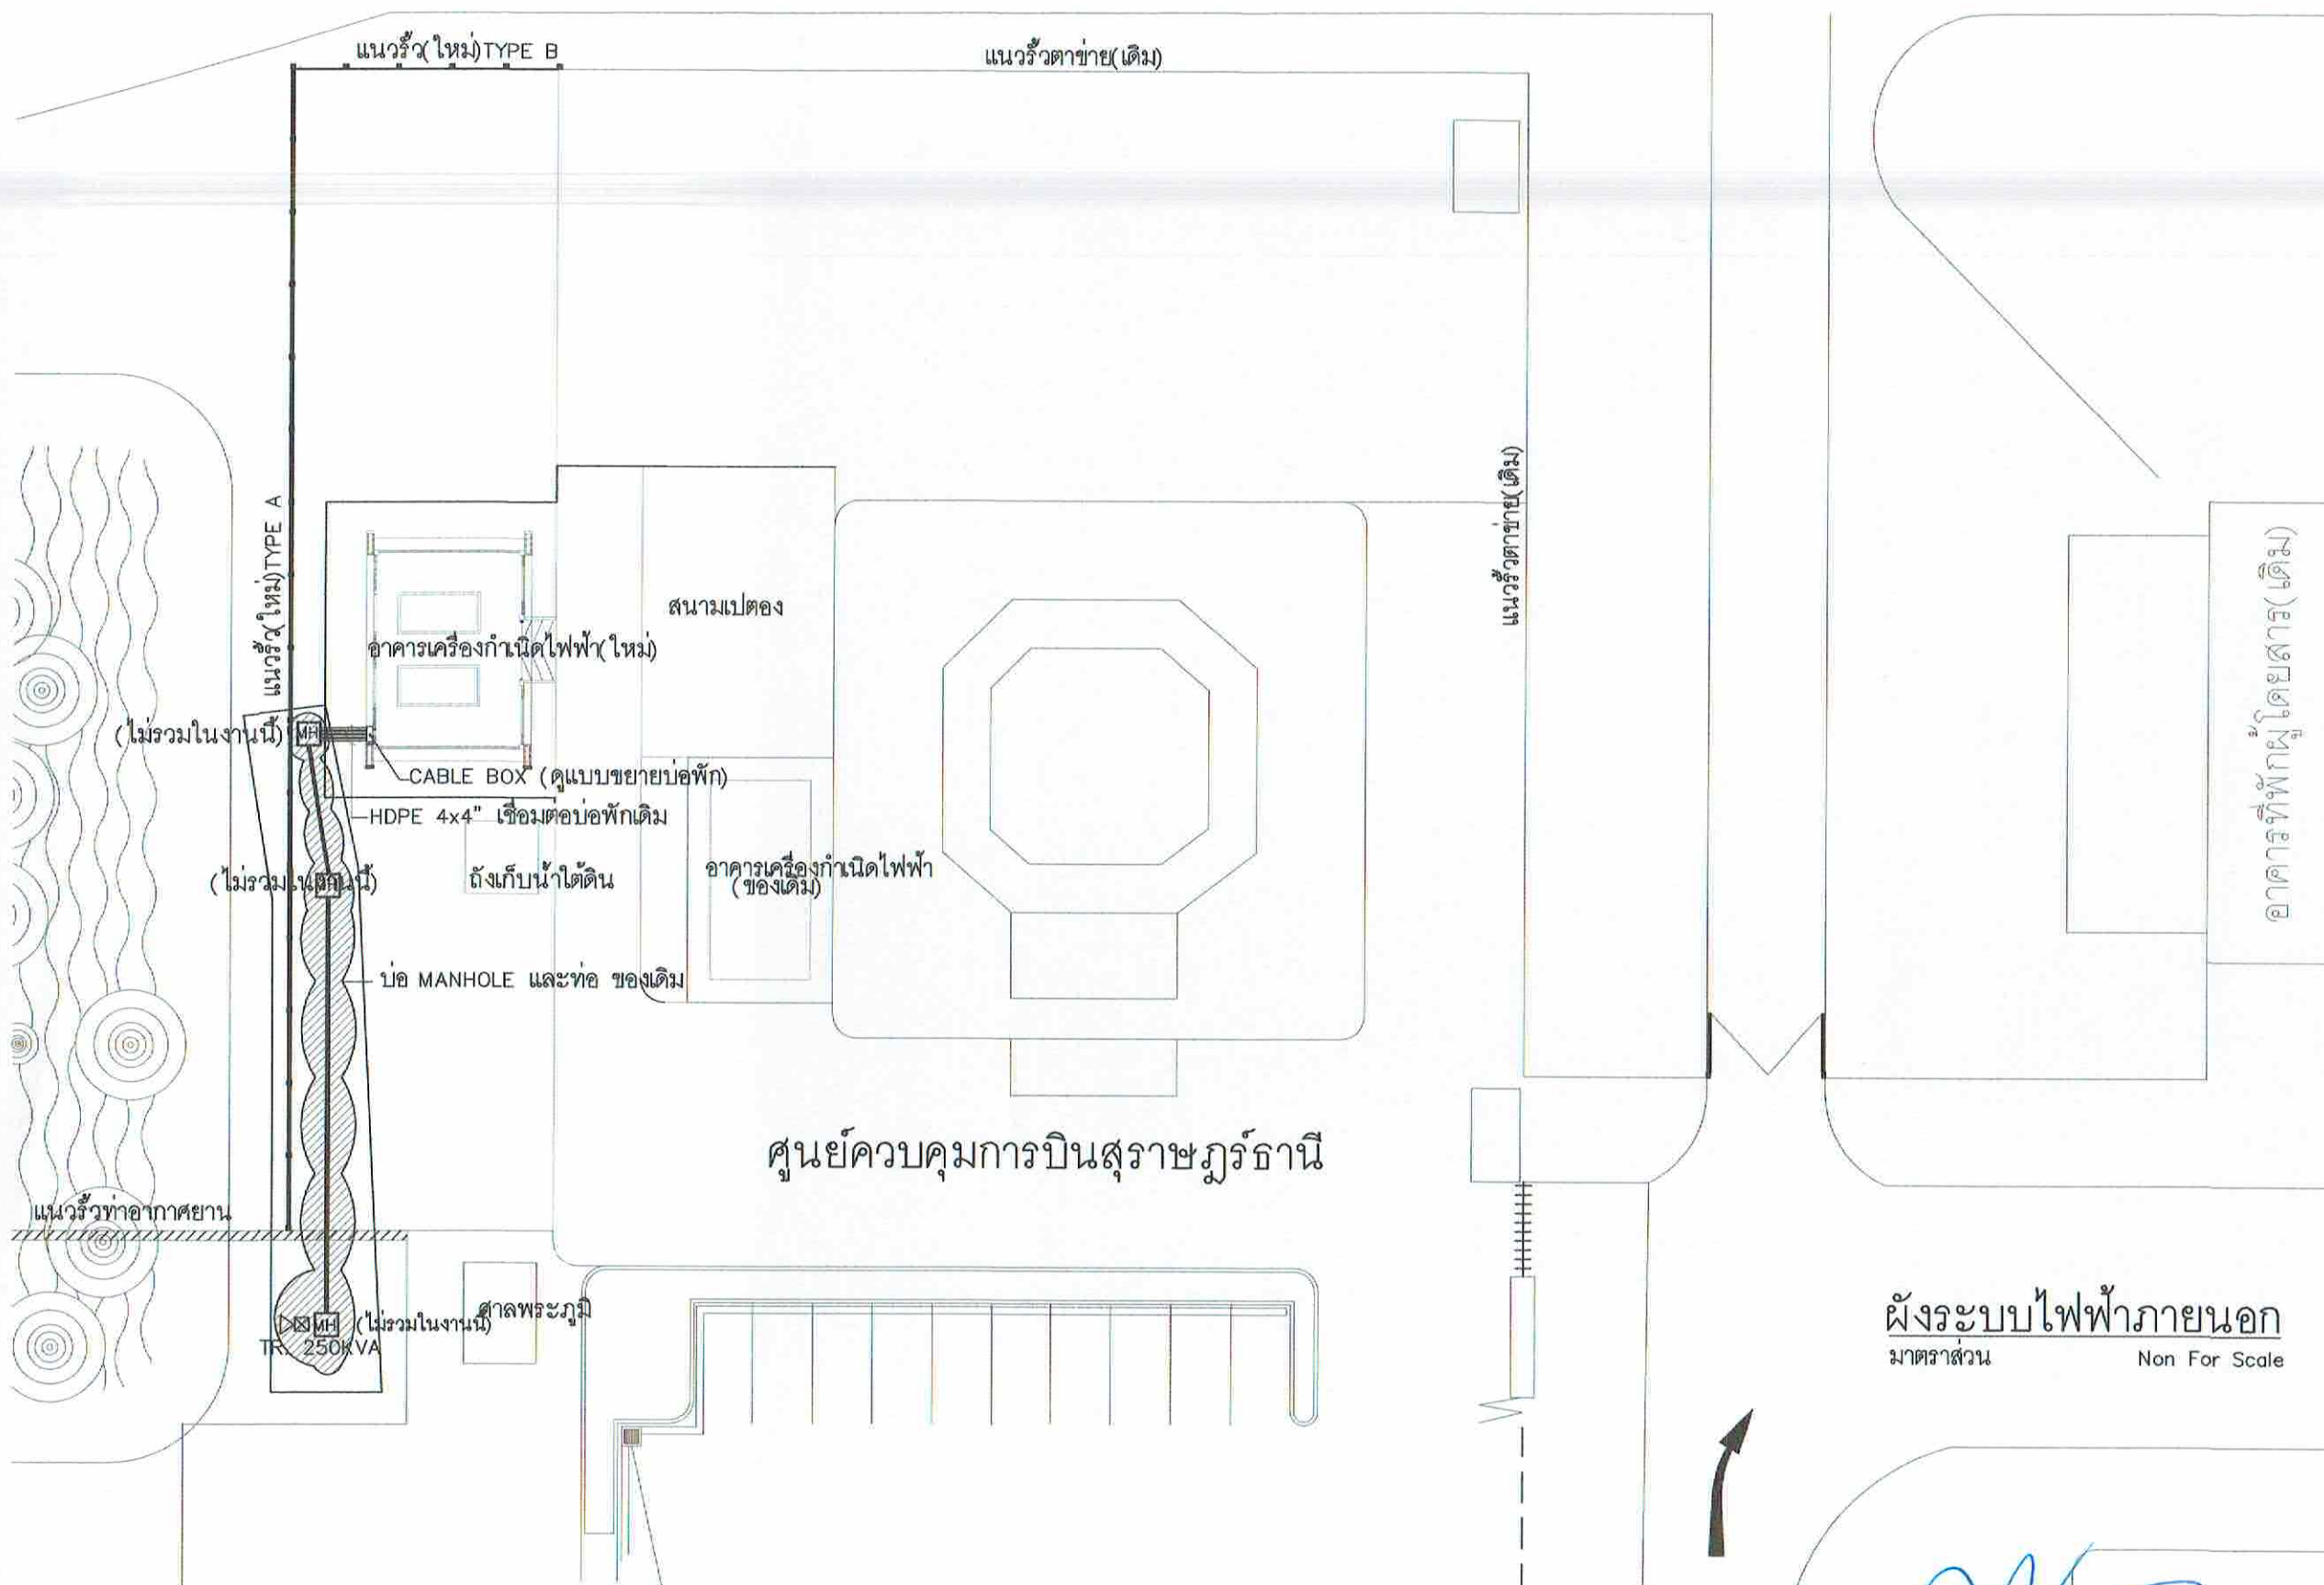 แนวรั้ว(ใหม่)TYPE B
แนวรั้วตาข่าย(เดิม)
แนวรั้ว(ใหม่)TYPE A
แนวรั้วตาข่าย(เดิม)
อาคารที่พักผู้โดยสาร(เดิม)
สนามเปตอง
อาคารเครื่องกำเนิดไฟฟ้า(ใหม่)
(ไม่รวมในงานนี้)
MH
CABLE BOX (ดูแบบขยายบ่อพัก)
HDPE 4x4" เชื่อมต่อบ่อพักเดิม
(ไม่รวมในงานนี้)
ถังเก็บน้ำใต้ดิน
อาคารเครื่องกำเนิดไฟฟ้า
(ของเดิม)
บ่อ MANHOLE และท่อ ของเดิม
ศูนย์ควบคุมการบินสุราษฎร์ธานี
แนวรั้วท่าอากาศยาน
ศาลพระภูมิ
MH
(ไม่รวมในงานนี้)
TR. 250KVA
ผังระบบไฟฟ้าภายนอก
มาตราส่วน Non For Scale